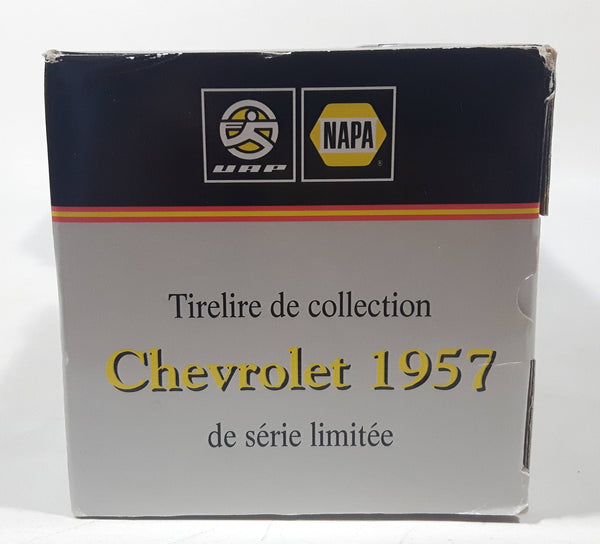 UAP
NAPA
®
Tirelire de collection
Chevrolet 1957
de série limitée